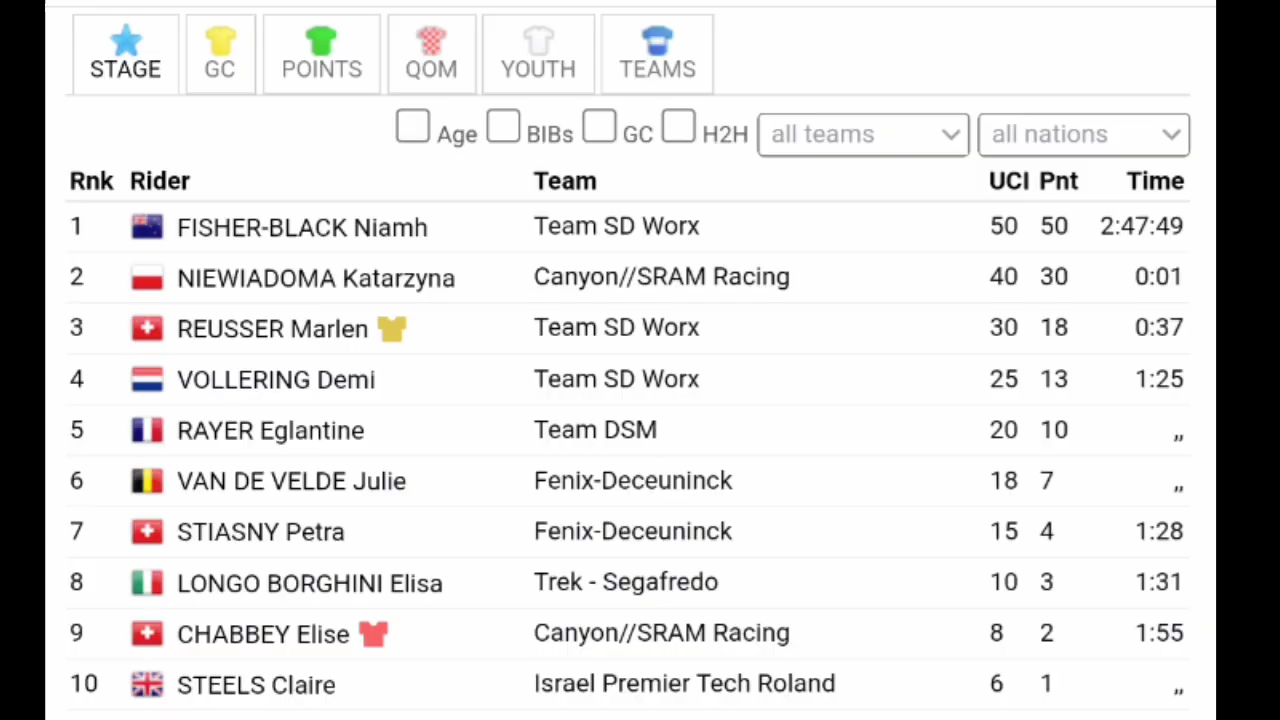 STAGE GC POINTS QOM YOUTH TEAMS
Age BIBs GC H2H all teams all nations
Rnk Rider Team UCI Pnt Time
1 FISHER-BLACK Niamh Team SD Worx 50 50 2:47:49
2 NIEWIADOMA Katarzyna Canyon//SRAM Racing 40 30 0:01
3 REUSSER Marlen Team SD Worx 30 18 0:37
4 VOLLERING Demi Team SD Worx 25 13 1:25
5 RAYER Eglantine Team DSM 20 10 ,,
6 VAN DE VELDE Julie Fenix-Deceuninck 18 7 ,,
7 STIASNY Petra Fenix-Deceuninck 15 4 1:28
8 LONGO BORGHINI Elisa Trek - Segafredo 10 3 1:31
9 CHABBEY Elise Canyon//SRAM Racing 8 2 1:55
10 STEELS Claire Israel Premier Tech Roland 6 1 ,,